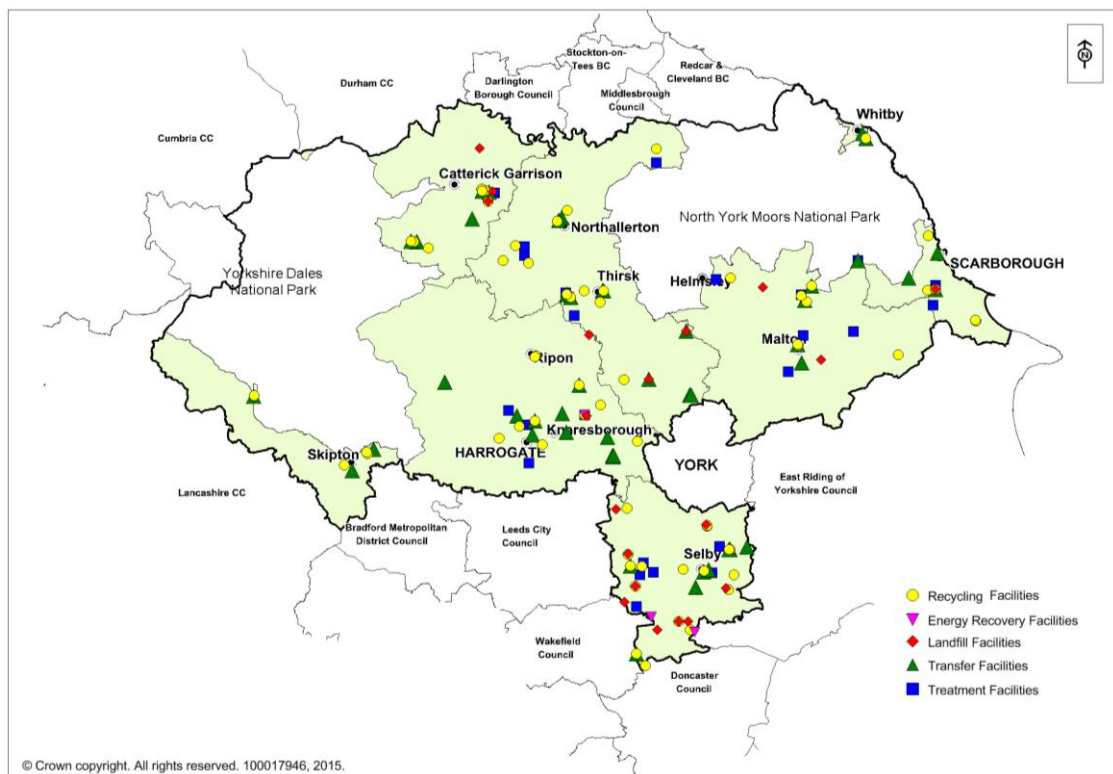 Stockton-on-
Tees BC
Redcar &
Cleveland BC
N
Durham CC
Darlington
Borough Council
Middlesbrough
Council
Whitby
Cumbria CC
Catterick Garrison
North York Moors National Park
Northallerton
SCARBOROUGH
Yorkshire Dales
National Park
Thirsk
Helmsley
Malton
Ripon
Knaresborough
HARROGATE
Skipton
YORK
East Riding of
Yorkshire Council
Lancashire CC
Bradford Metropolitan
District Council
Leeds City
Council
Selby
Recycling Facilities
Energy Recovery Facilities
Landfill Facilities
Transfer Facilities
Treatment Facilities
Wakefield
Council
Doncaster
Council
© Crown copyright. All rights reserved. 100017946, 2015.